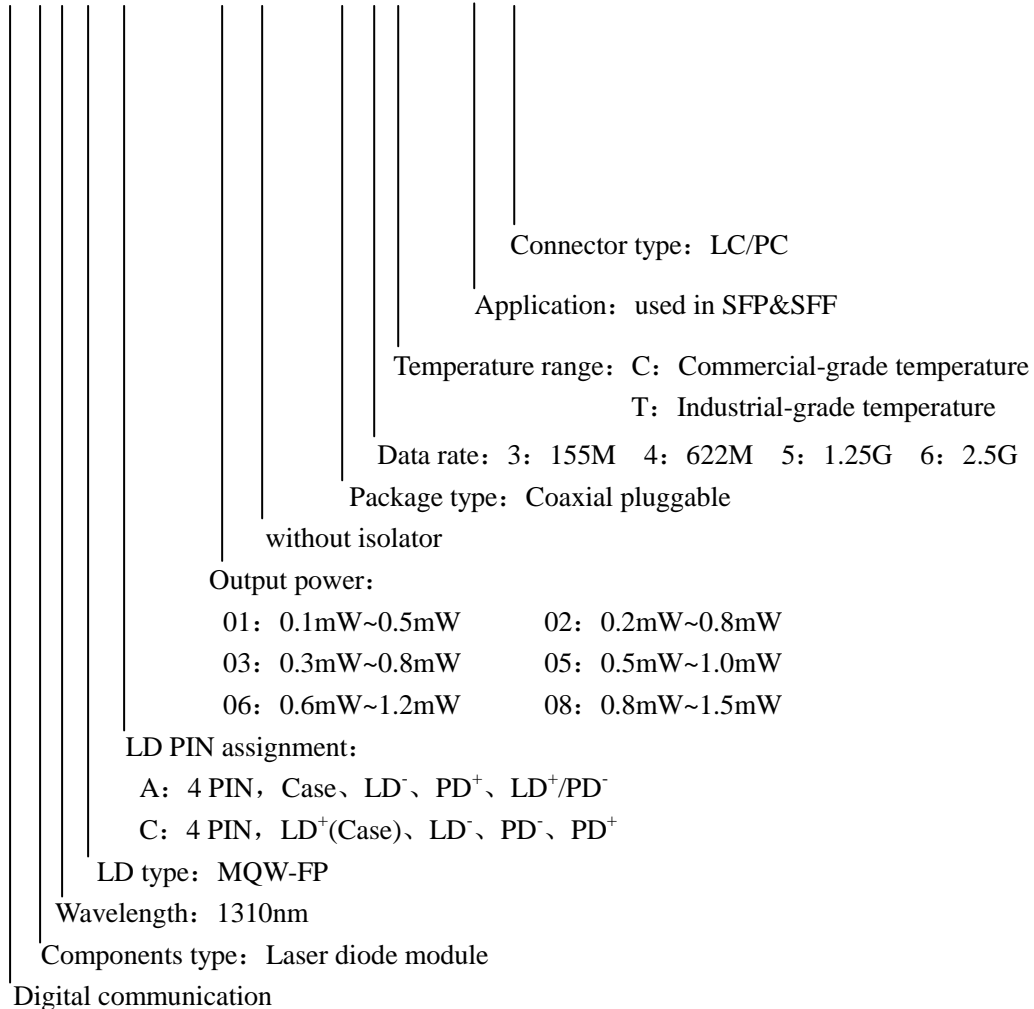 Connector type：LC/PC
Application：used in SFP&SFF
Temperature range：C：Commercial-grade temperature
T：Industrial-grade temperature
Data rate：3：155M 4：622M 5：1.25G 6：2.5G
Package type：Coaxial pluggable
without isolator
Output power：
01：0.1mW~0.5mW 02：0.2mW~0.8mW
03：0.3mW~0.8mW 05：0.5mW~1.0mW
06：0.6mW~1.2mW 08：0.8mW~1.5mW
LD PIN assignment：
A：4 PIN，Case、LD⁻、PD⁺、LD⁺/PD⁻
C：4 PIN，LD⁺(Case)、LD⁻、PD⁻、PD⁺
LD type：MQW-FP
Wavelength：1310nm
Components type：Laser diode module
Digital communication